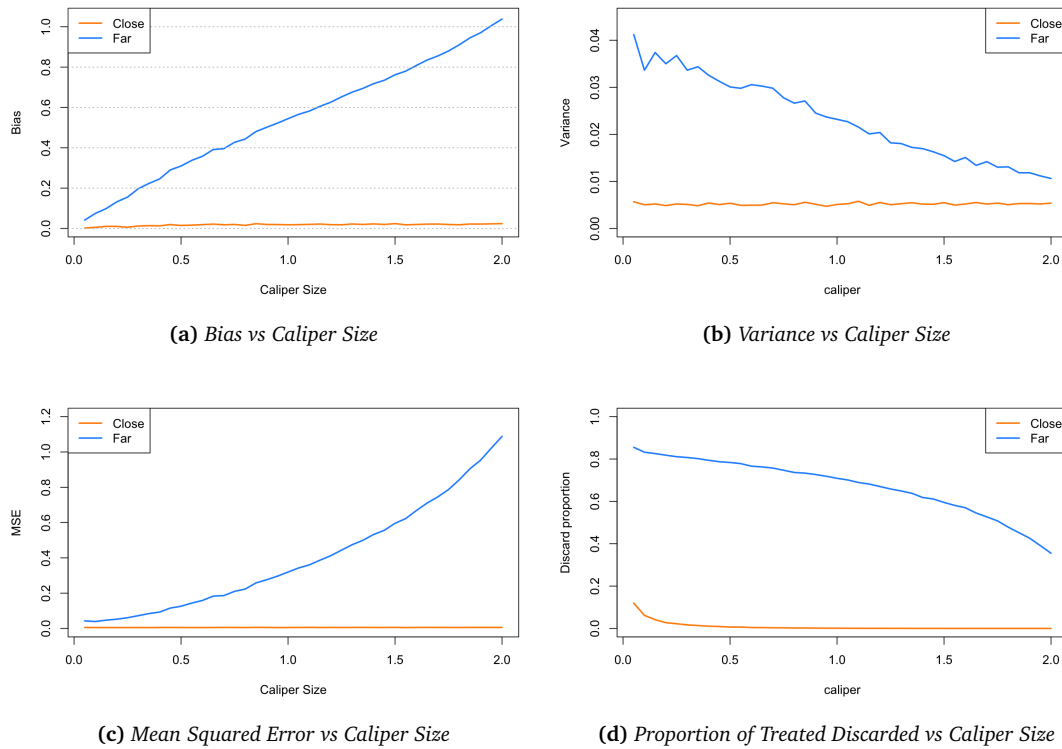 Close
Far
Bias
0.0 0.2 0.4 0.6 0.8 1.0
0.0 0.5 1.0 1.5 2.0
Caliper Size
(a) Bias vs Caliper Size
Close
Far
Variance
0.00 0.01 0.02 0.03 0.04
0.0 0.5 1.0 1.5 2.0
caliper
(b) Variance vs Caliper Size
Close
Far
MSE
0.0 0.2 0.4 0.6 0.8 1.0 1.2
0.0 0.5 1.0 1.5 2.0
Caliper Size
(c) Mean Squared Error vs Caliper Size
Close
Far
Discard proportion
0.0 0.2 0.4 0.6 0.8 1.0
0.0 0.5 1.0 1.5 2.0
caliper
(d) Proportion of Treated Discarded vs Caliper Size